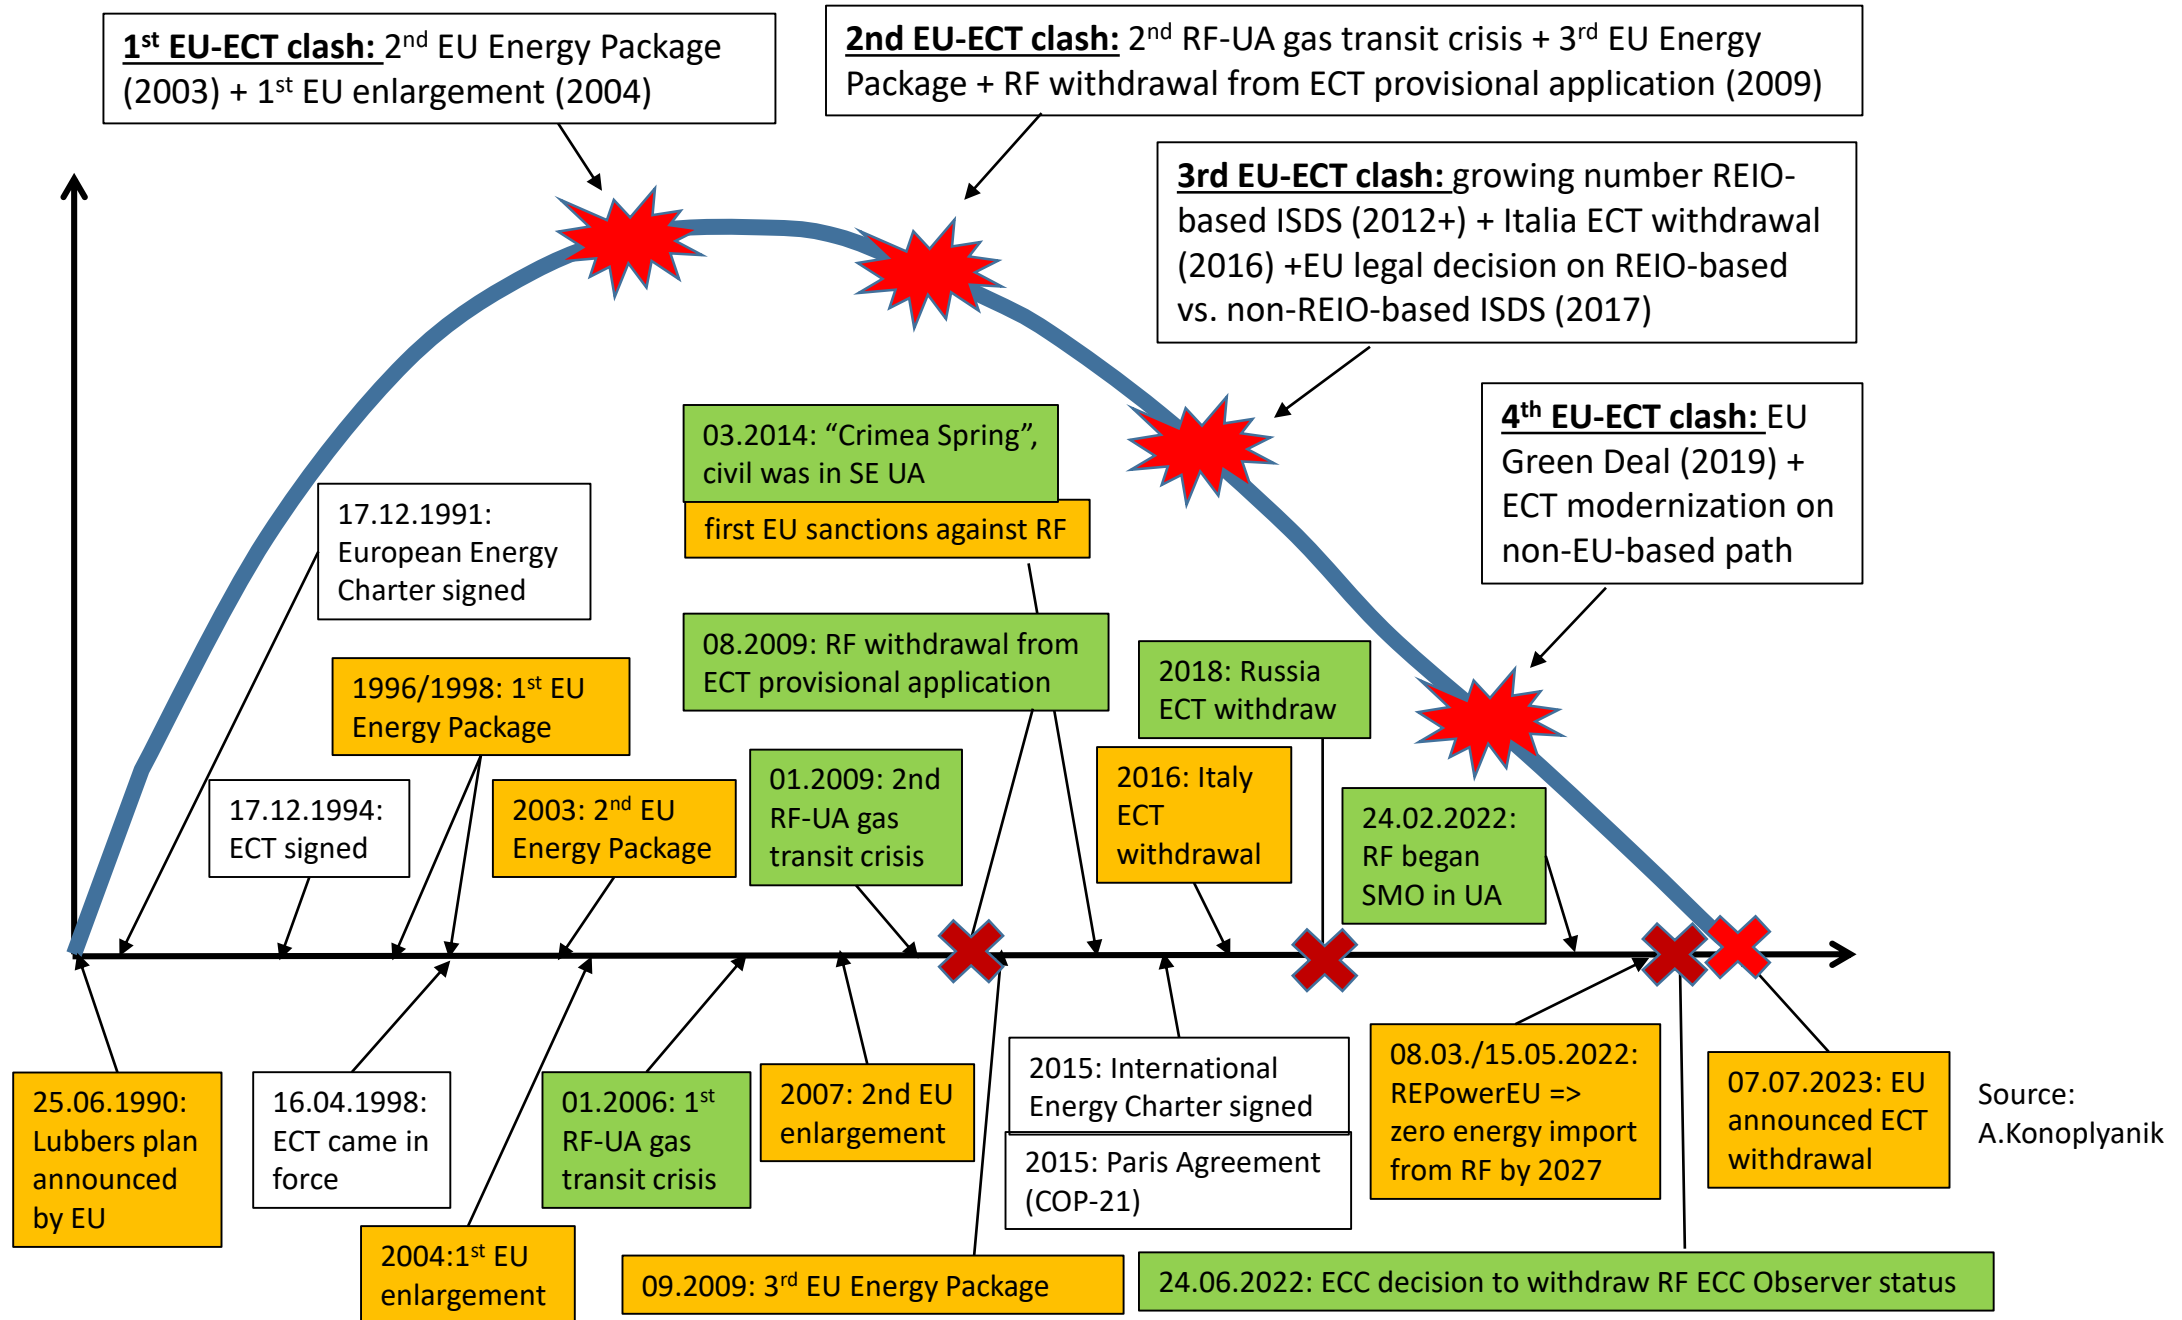 1st EU-ECT clash: 2nd EU Energy Package
(2003) + 1st EU enlargement (2004)
2nd EU-ECT clash: 2nd RF-UA gas transit crisis + 3rd EU Energy
Package + RF withdrawal from ECT provisional application (2009)
3rd EU-ECT clash: growing number REIO-
based ISDS (2012+) + Italia ECT withdrawal
(2016) +EU legal decision on REIO-based
vs. non-REIO-based ISDS (2017)
4th EU-ECT clash: EU
Green Deal (2019) +
ECT modernization on
non-EU-based path
03.2014: “Crimea Spring”,
civil was in SE UA
first EU sanctions against RF
17.12.1991:
European Energy
Charter signed
08.2009: RF withdrawal from
ECT provisional application
2018: Russia
ECT withdraw
1996/1998: 1st EU
Energy Package
17.12.1994:
ECT signed
2003: 2nd EU
Energy Package
01.2009: 2nd
RF-UA gas
transit crisis
2016: Italy
ECT
withdrawal
24.02.2022:
RF began
SMO in UA
25.06.1990:
Lubbers plan
announced
by EU
16.04.1998:
ECT came in
force
2004:1st EU
enlargement
01.2006: 1st
RF-UA gas
transit crisis
2007: 2nd EU
enlargement
09.2009: 3rd EU Energy Package
2015: International
Energy Charter signed
2015: Paris Agreement
(COP-21)
08.03./15.05.2022:
REPowerEU =>
zero energy import
from RF by 2027
07.07.2023: EU
announced ECT
withdrawal
24.06.2022: ECC decision to withdraw RF ECC Observer status
Source:
A.Konoplyanik